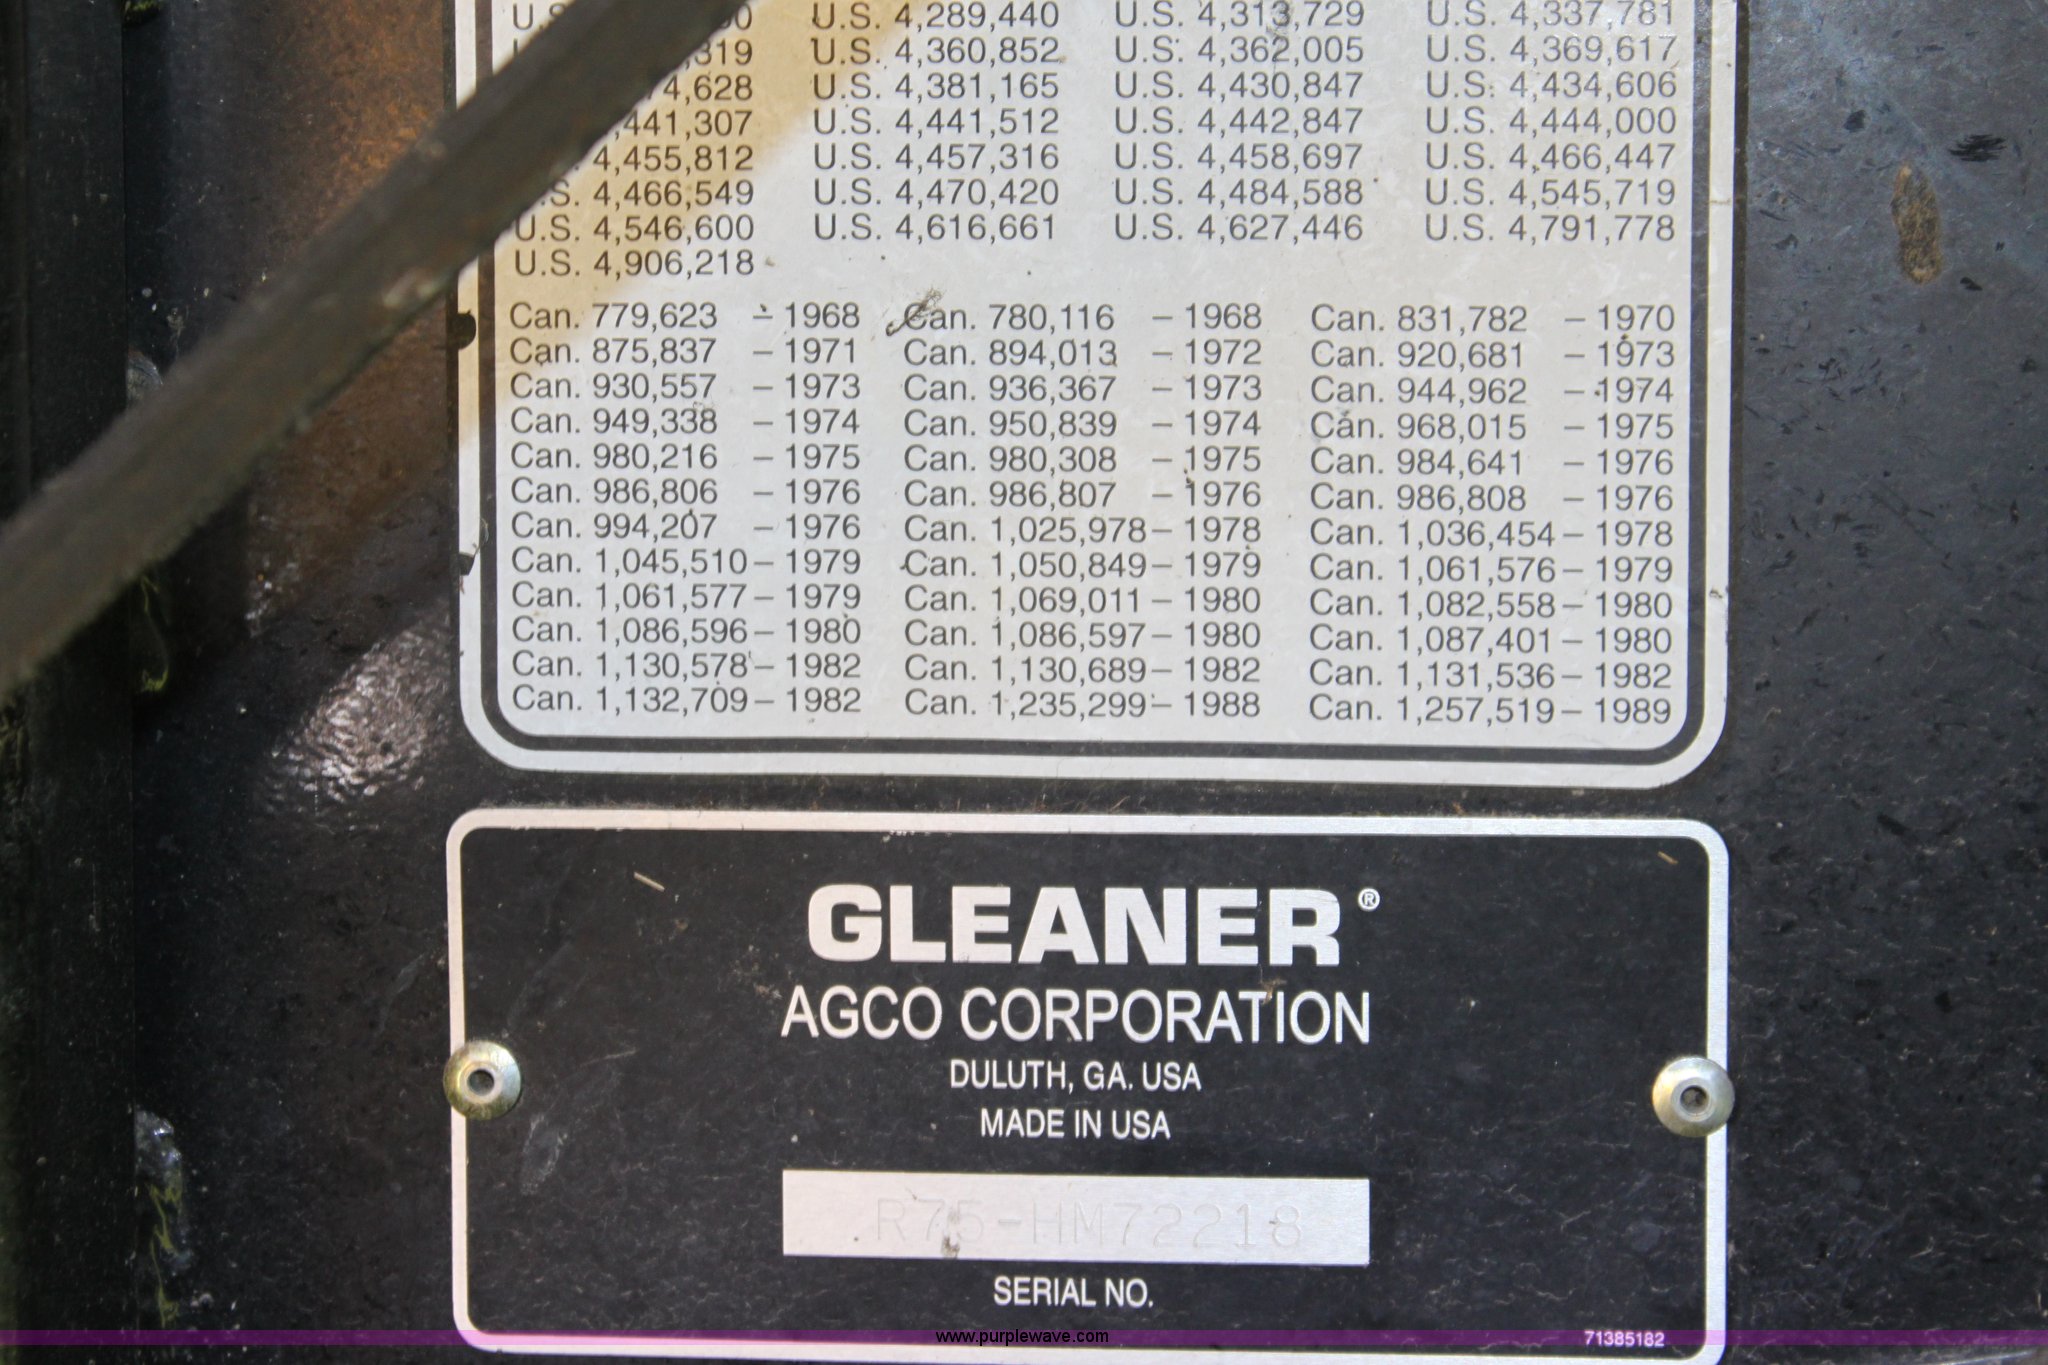 U.S. 4,289,440 U.S. 4,313,729 U.S. 4,337,781
U.S. 4,360,852 U.S. 4,362,005 U.S. 4,369,617
U.S. 4,381,165 U.S. 4,430,847 U.S. 4,434,606
441,307 U.S. 4,441,512 U.S. 4,442,847 U.S. 4,444,000
4,455,812 U.S. 4,457,316 U.S. 4,458,697 U.S. 4,466,447
U.S. 4,466,549 U.S. 4,470,420 U.S. 4,484,588 U.S. 4,545,719
U.S. 4,546,600 U.S. 4,616,661 U.S. 4,627,446 U.S. 4,791,778
U.S. 4,906,218
Can. 779,623 – 1968 Can. 780,116 – 1968 Can. 831,782 – 1970
Can. 875,837 – 1971 Can. 894,013 – 1972 Can. 920,681 – 1973
Can. 930,557 – 1973 Can. 936,367 – 1973 Can. 944,962 – 1974
Can. 949,338 – 1974 Can. 950,839 – 1974 Can. 968,015 – 1975
Can. 980,216 – 1975 Can. 980,308 – 1975 Can. 984,641 – 1976
Can. 986,806 – 1976 Can. 986,807 – 1976 Can. 986,808 – 1976
Can. 994,207 – 1976 Can. 1,025,978 – 1978 Can. 1,036,454 – 1978
Can. 1,045,510 – 1979 Can. 1,050,849 – 1979 Can. 1,061,576 – 1979
Can. 1,061,577 – 1979 Can. 1,069,011 – 1980 Can. 1,082,558 – 1980
Can. 1,086,596 – 1980 Can. 1,086,597 – 1980 Can. 1,087,401 – 1980
Can. 1,130,578 – 1982 Can. 1,130,689 – 1982 Can. 1,131,536 – 1982
Can. 1,132,709 – 1982 Can. 1,235,299 – 1988 Can. 1,257,519 – 1989
GLEANER®
AGCO CORPORATION
DULUTH, GA. USA
MADE IN USA
R75-HM72218
SERIAL NO.
www.purplewave.com
71385182